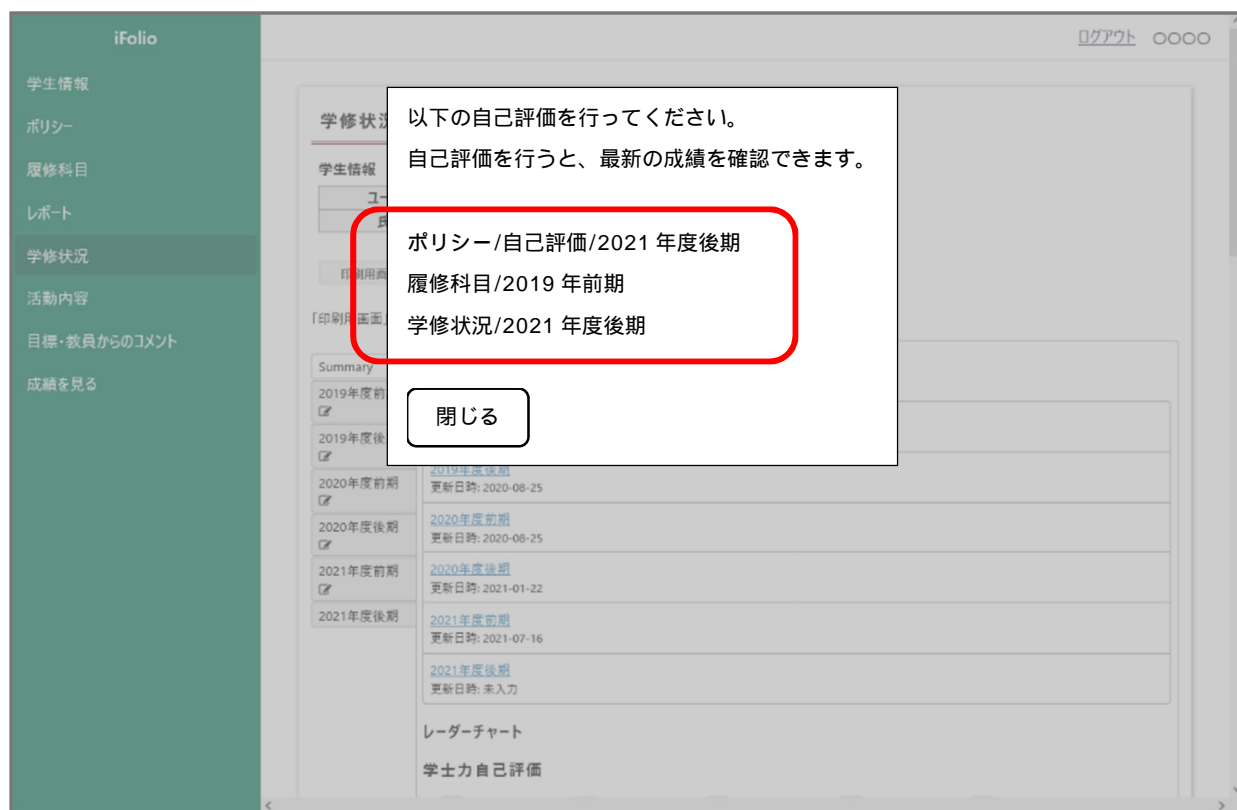 iFolio
ログアウト ○○○○
学生情報
ポリシー
履修科目
レポート
学修状況
活動内容
目標・教員からのコメント
成績を見る
学修状況
学生情報
ユー
氏
印刷用画
「印刷用画面」
以下の自己評価を行ってください。
自己評価を行うと、最新の成績を確認できます。
ポリシー/自己評価/2021 年度後期
履修科目/2019 年前期
学修状況/2021 年度後期
閉じる
Summary
2019年度前
2019年度後
2020年度前期
2020年度後期
2021年度前期
2021年度後期
2019年度後期
更新日時: 2020-08-25
2020年度前期
更新日時: 2020-08-25
2020年度後期
更新日時: 2021-01-22
2021年度前期
更新日時: 2021-07-16
2021年度後期
更新日時: 未入力
レーダーチャート
学士力自己評価